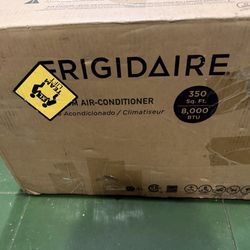 FRIGIDAIRE
AIR-CONDITIONER
Acondicionado / Climatiseur
350
Sq. Ft.
8,000
BTU